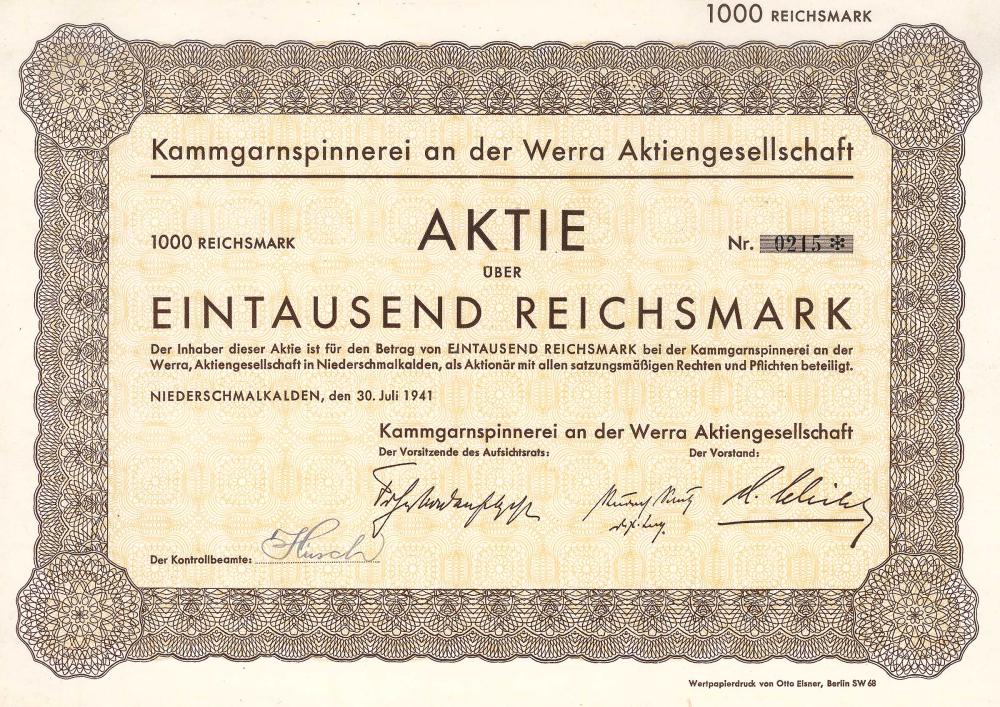 1000 REICHSMARK
Kammgarnspinnerei an der Werra Aktiengesellschaft
AKTIE
1000 REICHSMARK
Nr. 0215 *
ÜBER
EINTAUSEND REICHSMARK
Der Inhaber dieser Aktie ist für den Betrag von EINTAUSEND REICHSMARK bei der Kammgarnspinnerei an der
Werra, Aktiengesellschaft in Niederschmalkalden, als Aktionär mit allen satzungsmäßigen Rechten und Pflichten beteiligt.
NIEDERSCHMALKALDEN, den 30. Juli 1941
Kammgarnspinnerei an der Werra Aktiengesellschaft
Der Vorsitzende des Aufsichtsrats: Der Vorstand:
Der Kontrollbeamte: Husch
Wertpapierdruck von Otto Elsner, Berlin SW 68